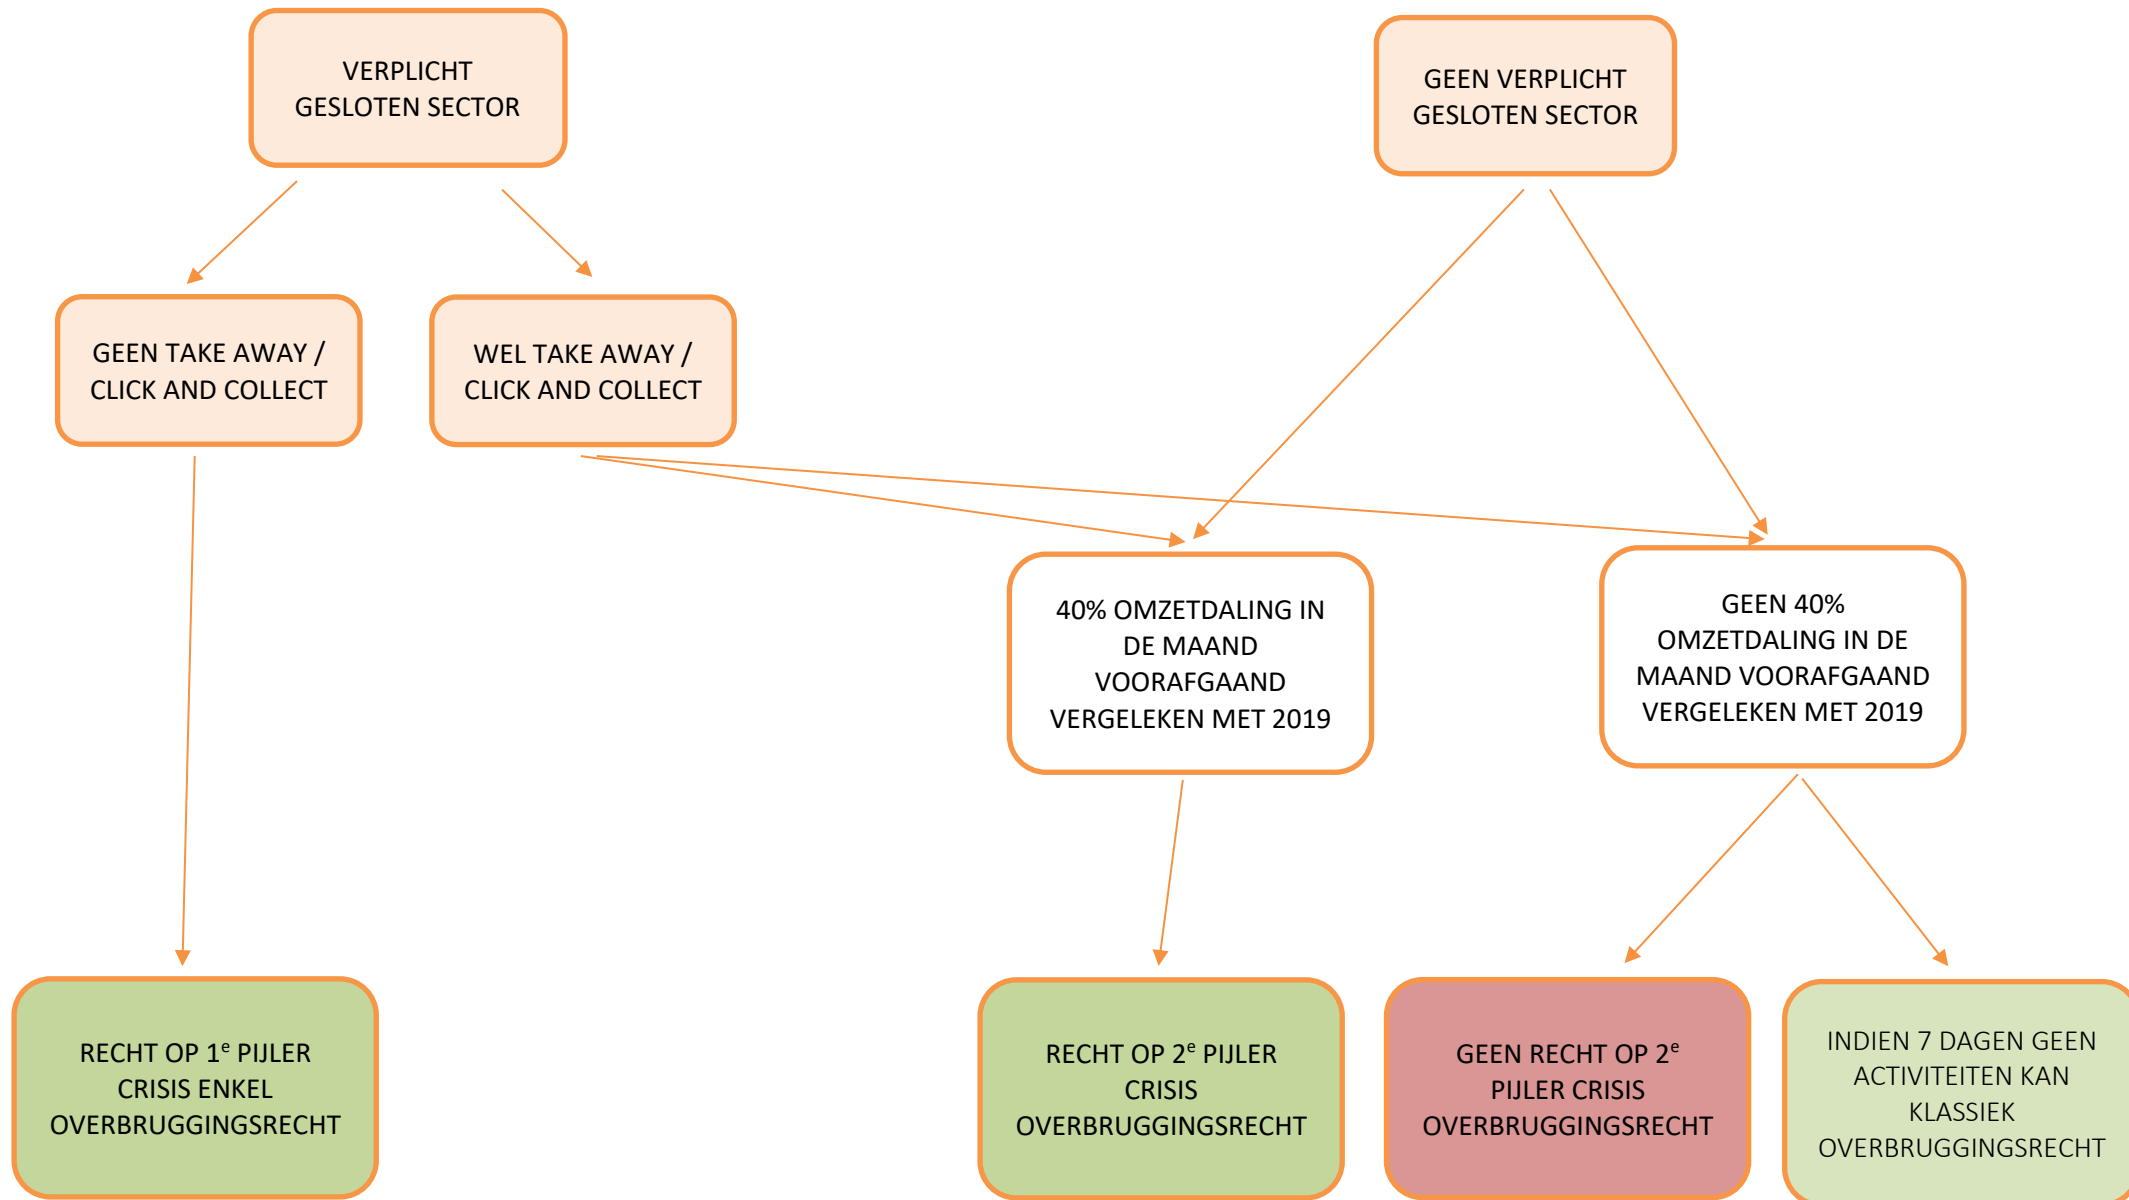 VERPLICHT
GESLOTEN SECTOR
GEEN VERPLICHT
GESLOTEN SECTOR
GEEN TAKE AWAY /
CLICK AND COLLECT
WEL TAKE AWAY /
CLICK AND COLLECT
40% OMZETDALING IN
DE MAAND
VOORAFGAAND
VERGELEKEN MET 2019
GEEN 40%
OMZETDALING IN DE
MAAND VOORAFGAAND
VERGELEKEN MET 2019
RECHT OP 1e PIJLER
CRISIS ENKEL
OVERBRUGGINGSRECHT
RECHT OP 2e PIJLER
CRISIS
OVERBRUGGINGSRECHT
GEEN RECHT OP 2e
PIJLER CRISIS
OVERBRUGGINGSRECHT
INDIEN 7 DAGEN GEEN
ACTIVITEITEN KAN
KLASSIEK
OVERBRUGGINGSRECHT